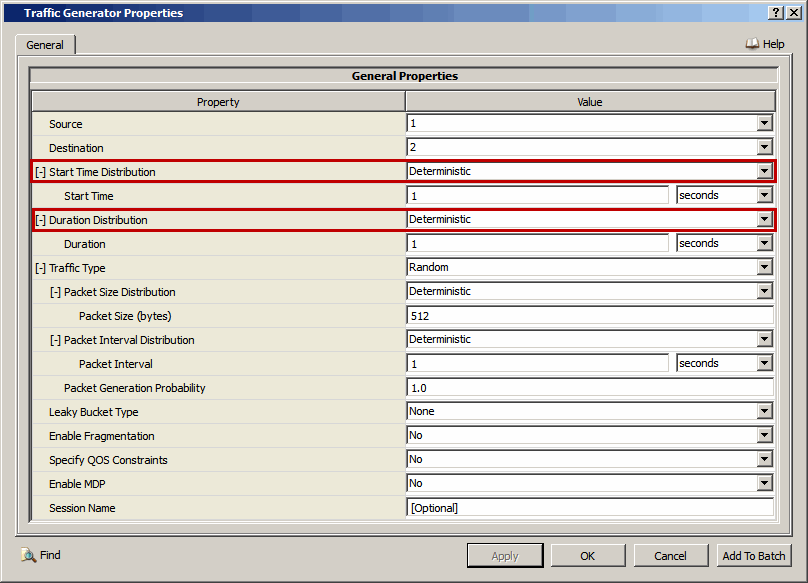 Traffic Generator Properties
General
Help
General Properties
Property Value
Source 1
Destination 2
[-] Start Time Distribution Deterministic
Start Time 1 seconds
[-] Duration Distribution Deterministic
Duration 1 seconds
[-] Traffic Type Random
[-] Packet Size Distribution Deterministic
Packet Size (bytes) 512
[-] Packet Interval Distribution Deterministic
Packet Interval 1 seconds
Packet Generation Probability 1.0
Leaky Bucket Type None
Enable Fragmentation No
Specify QOS Constraints No
Enable MDP No
Session Name [Optional]
Find Apply OK Cancel Add To Batch